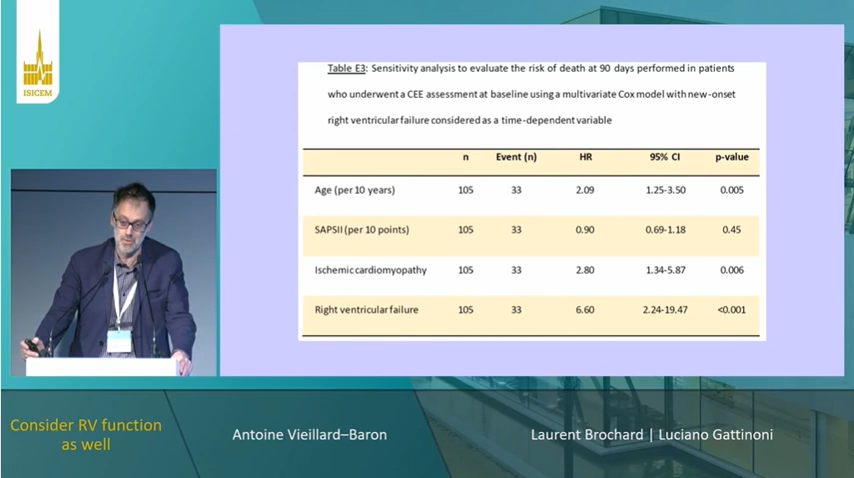 ISICEM
Table E3: Sensitivity analysis to evaluate the risk of death at 90 days performed in patients
who underwent a CEE assessment at baseline using a multivariate Cox model with new-onset
right ventricular failure considered as a time-dependent variable
n Event (n) HR 95% CI p-value
Age (per 10 years) 105 33 2.09 1.25-3.50 0.005
SAPSII (per 10 points) 105 33 0.90 0.69-1.18 0.45
Ischemic cardiomyopathy 105 33 2.80 1.34-5.87 0.006
Right ventricular failure 105 33 6.60 2.24-19.47 <0.001
Consider RV function
as well
Antoine Vieillard–Baron
Laurent Brochard | Luciano Gattinoni